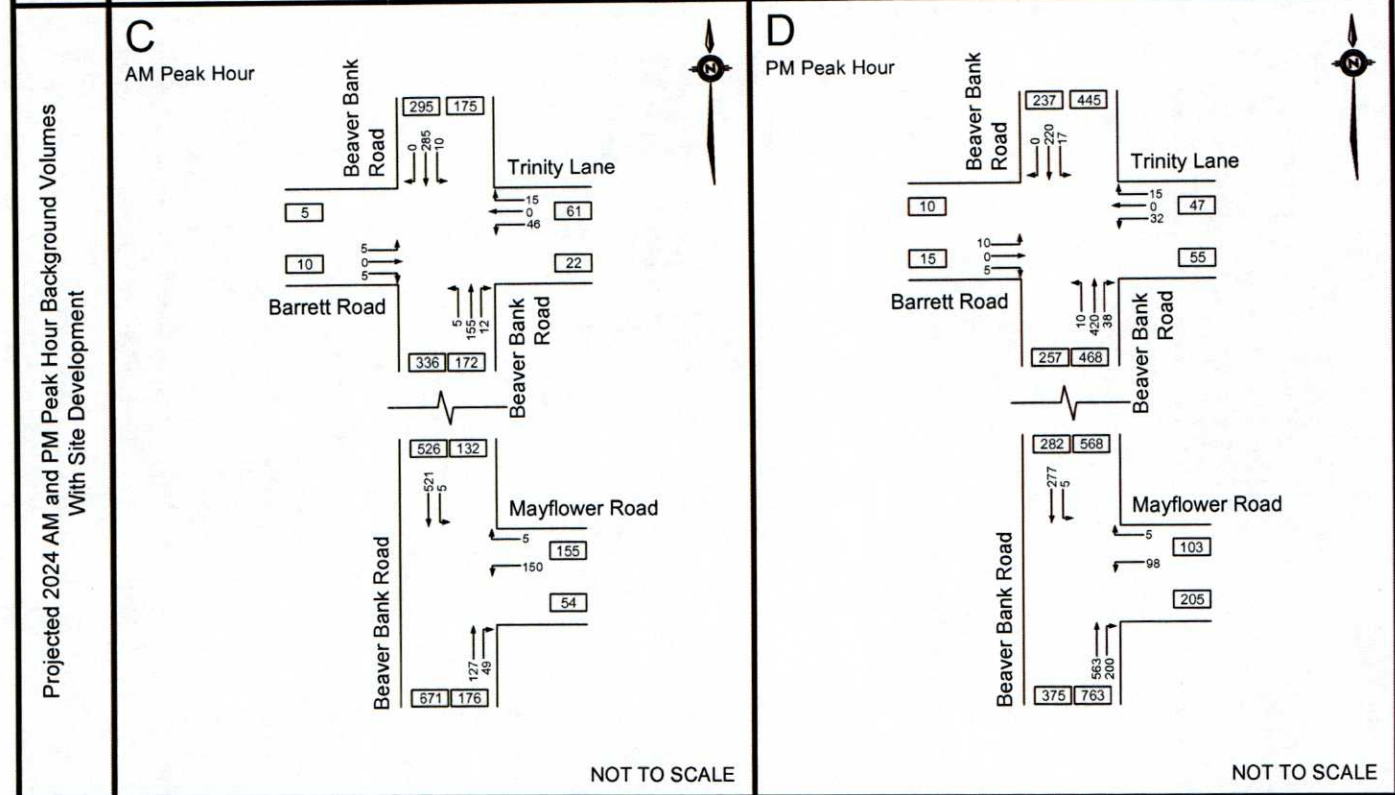 Projected 2024 AM and PM Peak Hour Background Volumes
With Site Development
C
AM Peak Hour
N
Beaver Bank
Road
295 175
0
285
10
Trinity Lane
15
0
46
61
22
5
10
5
0
5
Barrett Road
5
155
12
Beaver Bank
Road
336 172
526 132
521
5
Mayflower Road
5
150
155
54
Beaver Bank Road
127
49
671 176
NOT TO SCALE
D
PM Peak Hour
N
Beaver Bank
Road
237 445
0
220
17
Trinity Lane
15
0
32
47
55
10
15
10
0
5
Barrett Road
10
420
38
Beaver Bank
Road
257 468
282 568
277
5
Mayflower Road
5
98
103
205
Beaver Bank Road
563
200
375 763
NOT TO SCALE